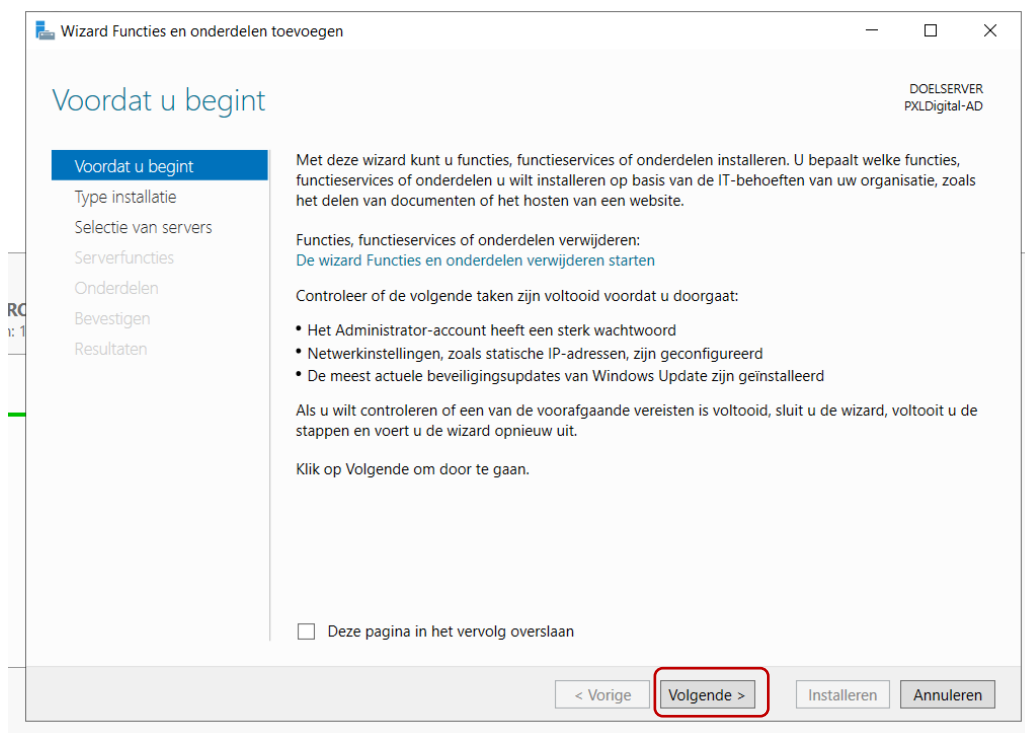 Wizard Functies en onderdelen toevoegen
Voordat u begint
DOELSERVER
PXLDigital-AD
Voordat u begint
Type installatie
Selectie van servers
Serverfuncties
Onderdelen
Bevestigen
Resultaten
Met deze wizard kunt u functies, functieservices of onderdelen installeren. U bepaalt welke functies,
functieservices of onderdelen u wilt installeren op basis van de IT-behoeften van uw organisatie, zoals
het delen van documenten of het hosten van een website.
Functies, functieservices of onderdelen verwijderen:
De wizard Functies en onderdelen verwijderen starten
Controleer of de volgende taken zijn voltooid voordat u doorgaat:
• Het Administrator-account heeft een sterk wachtwoord
• Netwerkinstellingen, zoals statische IP-adressen, zijn geconfigureerd
• De meest actuele beveiligingsupdates van Windows Update zijn geïnstalleerd
Als u wilt controleren of een van de voorafgaande vereisten is voltooid, sluit u de wizard, voltooit u de
stappen en voert u de wizard opnieuw uit.
Klik op Volgende om door te gaan.
Deze pagina in het vervolg overslaan
< Vorige
Volgende >
Installeren
Annuleren